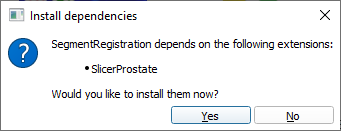 Install dependencies
SegmentRegistration depends on the following extensions:
•SlicerProstate
Would you like to install them now?
Yes No